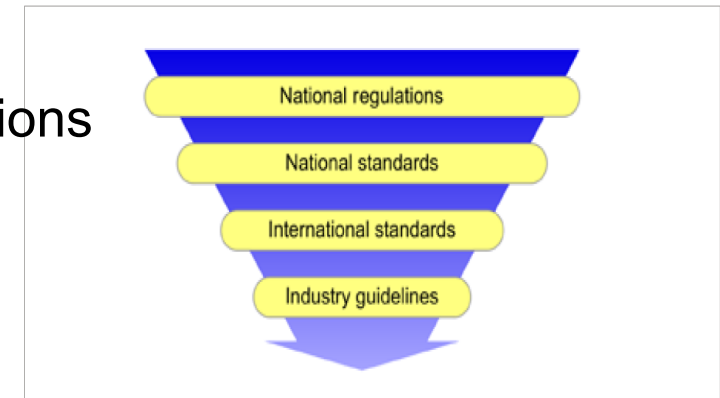 National regulations
ions
National standards
International standards
Industry guidelines